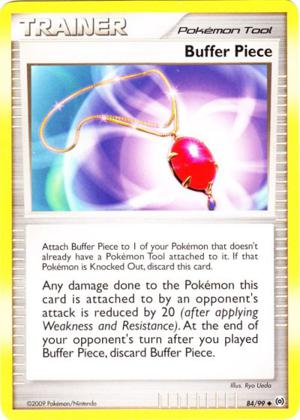 TRAINER Pokémon Tool
Buffer Piece
Attach Buffer Piece to 1 of your Pokémon that doesn't
already have a Pokémon Tool attached to it. If that
Pokémon is Knocked Out, discard this card.
Any damage done to the Pokémon this
card is attached to by an opponent's
attack is reduced by 20 (after applying
Weakness and Resistance). At the end of
your opponent's turn after you played
Buffer Piece, discard Buffer Piece.
Illus. Ryo Ueda
©2009 Pokémon/Nintendo 84/99